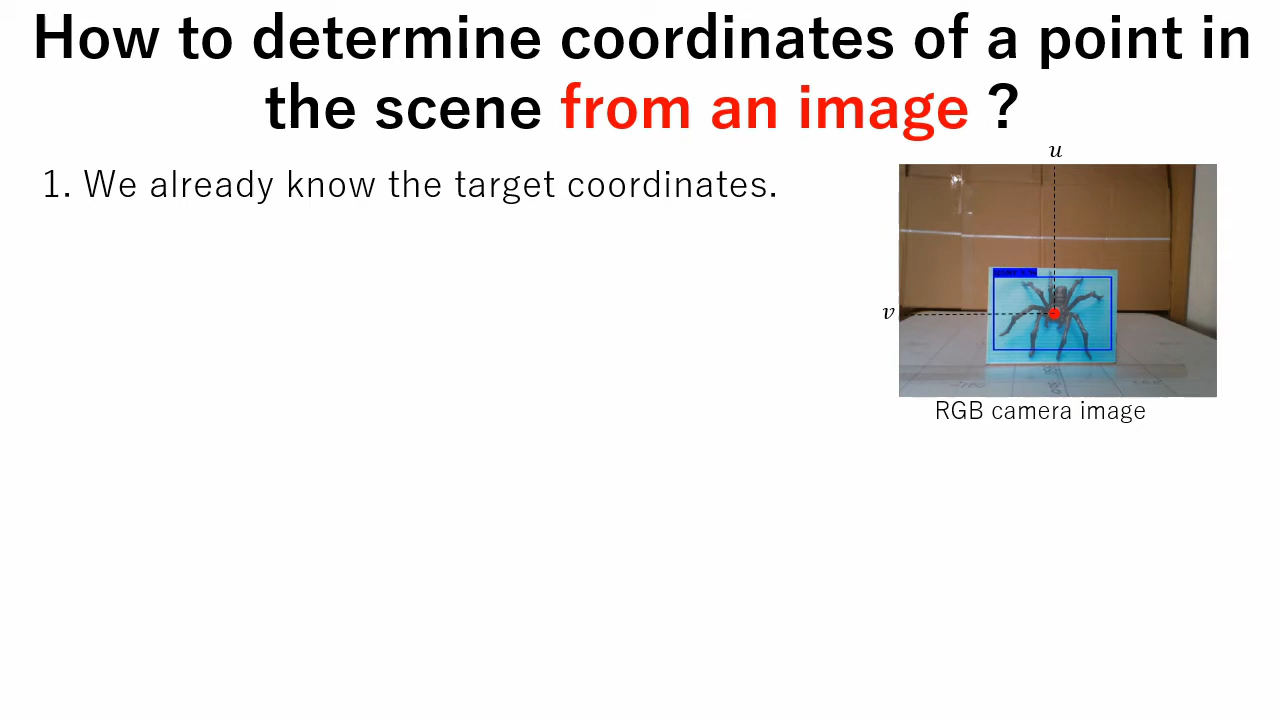 How to determine coordinates of a point in
the scene from an image ?
1. We already know the target coordinates.
u
v
RGB camera image